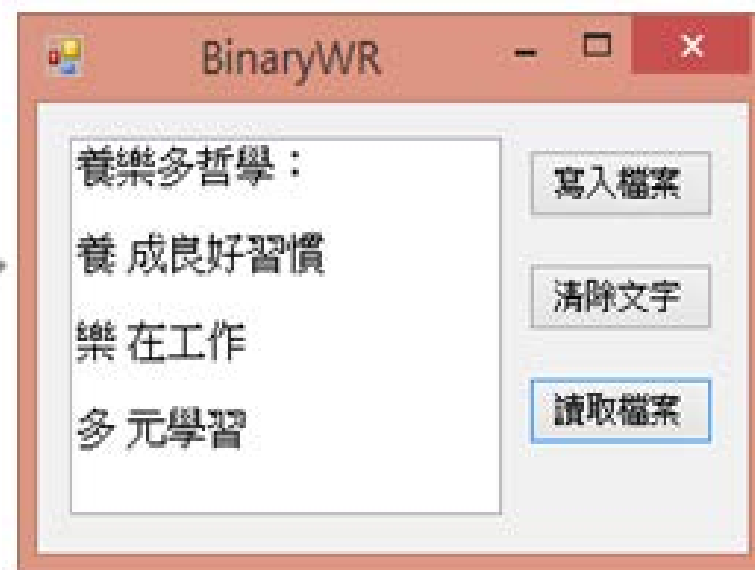 BinaryWR
養樂多哲學：
養 成良好習慣
樂 在工作
多 元學習
寫入檔案
清除文字
讀取檔案